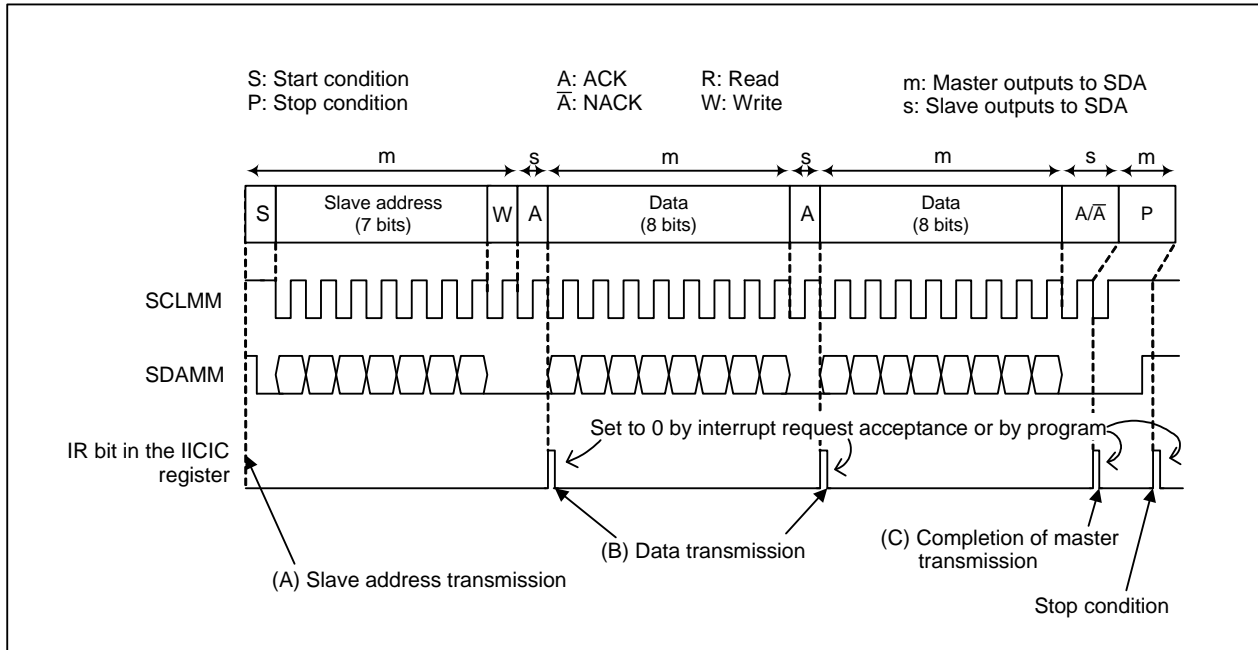 S: Start condition
P: Stop condition
A: ACK
A̅: NACK
R: Read
W: Write
m: Master outputs to SDA
s: Slave outputs to SDA
m s m s m s m
S Slave address (7 bits) W A Data (8 bits) A Data (8 bits) A/A̅ P
SCLMM
SDAMM
Set to 0 by interrupt request acceptance or by program
IR bit in the IICIC
register
(A) Slave address transmission
(B) Data transmission
(C) Completion of master
transmission
Stop condition